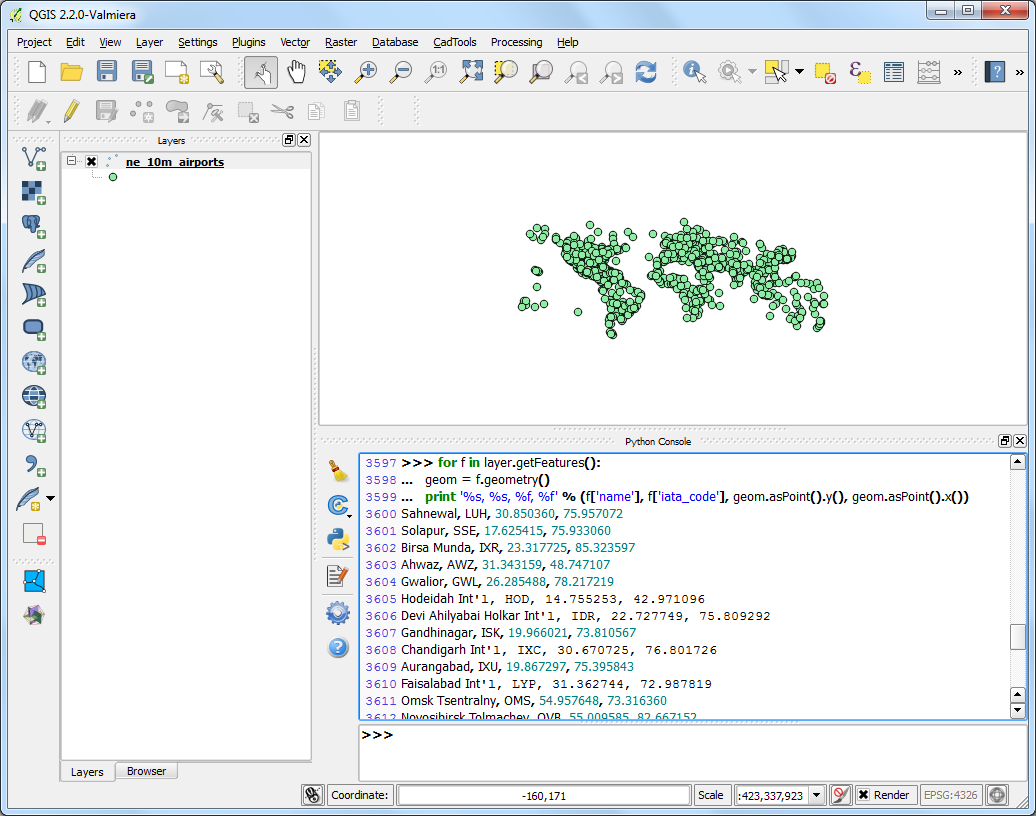 QGIS 2.2.0-Valmiera
Project Edit View Layer Settings Plugins Vector Raster Database CadTools Processing Help
Layers
ne_10m_airports
Python Console
3597 >>> for f in layer.getFeatures():
3598 ... geom = f.geometry()
3599 ... print '%s, %s, %f, %f' % (f['name'], f['iata_code'], geom.asPoint().y(), geom.asPoint().x())
3600 Sahnewal, LUH, 30.850360, 75.957072
3601 Solapur, SSE, 17.625415, 75.933060
3602 Birsa Munda, IXR, 23.317725, 85.323597
3603 Ahwaz, AWZ, 31.343159, 48.747107
3604 Gwalior, GWL, 26.285488, 78.217219
3605 Hodeidah Int'l, HOD, 14.755253, 42.971096
3606 Devi Ahilyabai Holkar Int'l, IDR, 22.727749, 75.809292
3607 Gandhinagar, ISK, 19.966021, 73.810567
3608 Chandigarh Int'l, IXC, 30.670725, 76.801726
3609 Aurangabad, IXU, 19.867297, 75.395843
3610 Faisalabad Int'l, LYP, 31.362744, 72.987819
3611 Omsk Tsentralny, OMS, 54.957648, 73.316360
3612 Novosibirsk Tolmachev, OVB, 55.009585, 82.667152
>>>
Layers Browser
Coordinate: -160,171 Scale :423,337,923 Render EPSG:4326